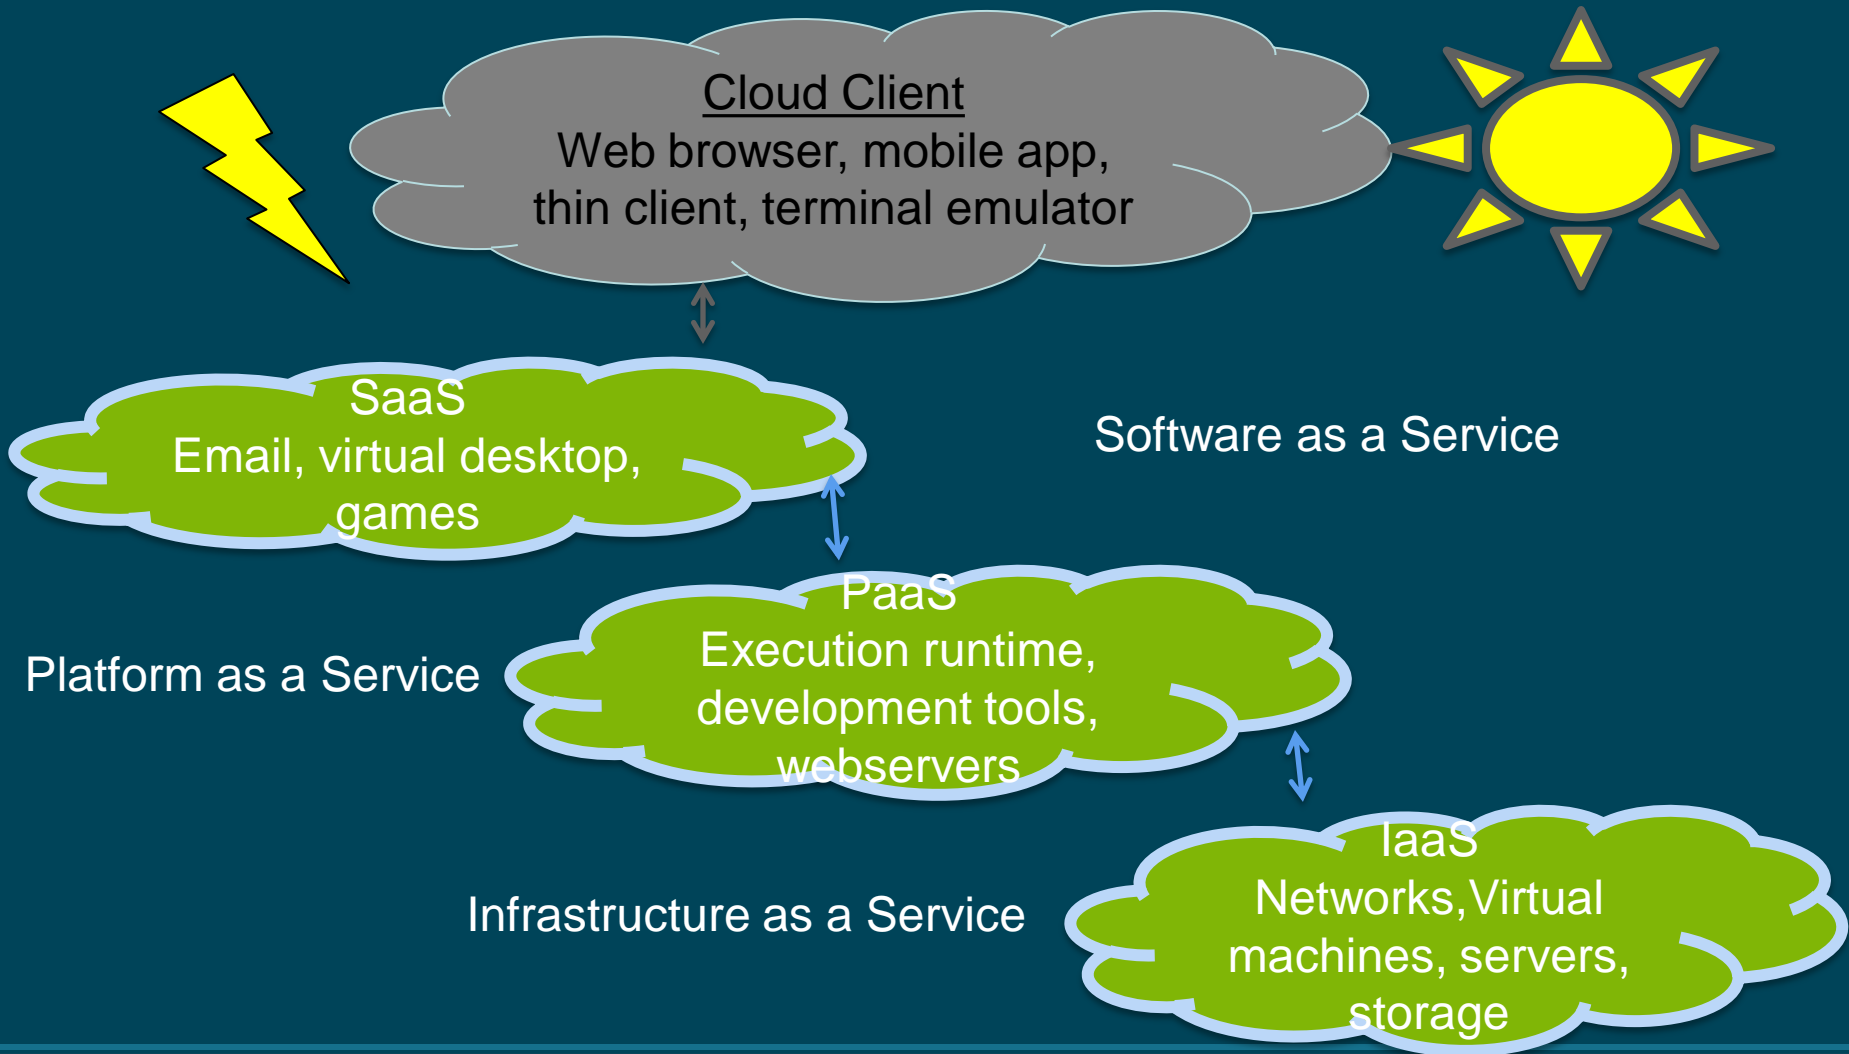 Cloud Client
Web browser, mobile app,
thin client, terminal emulator
SaaS
Email, virtual desktop,
games
Software as a Service
PaaS
Execution runtime,
development tools,
webservers
Platform as a Service
IaaS
Networks,Virtual
machines, servers,
storage
Infrastructure as a Service